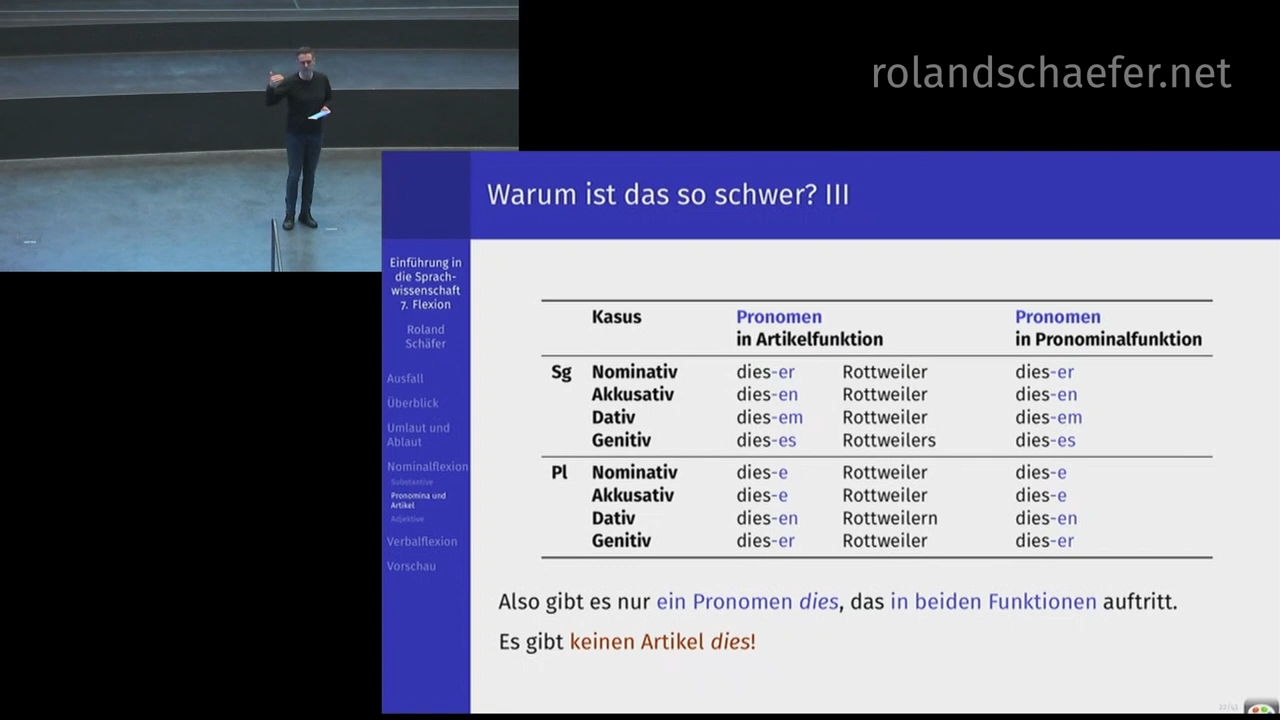 rolandschaefer.net
Warum ist das so schwer? III
Einführung in
die Sprach-
wissenschaft
7. Flexion
Roland
Schäfer
Ausfall
Überblick
Umlaut und
Ablaut
Nominalflexion
Substantive
Pronomina und
Artikel
Adjektive
Verbalflexion
Vorschau
Kasus Pronomen Pronomen
in Artikelfunktion in Pronominalfunktion
Sg Nominativ dies-er Rottweiler dies-er
Akkusativ dies-en Rottweiler dies-en
Dativ dies-em Rottweiler dies-em
Genitiv dies-es Rottweilers dies-es
Pl Nominativ dies-e Rottweiler dies-e
Akkusativ dies-e Rottweiler dies-e
Dativ dies-en Rottweilern dies-en
Genitiv dies-er Rottweiler dies-er
Also gibt es nur ein Pronomen dies, das in beiden Funktionen auftritt.
Es gibt keinen Artikel dies!